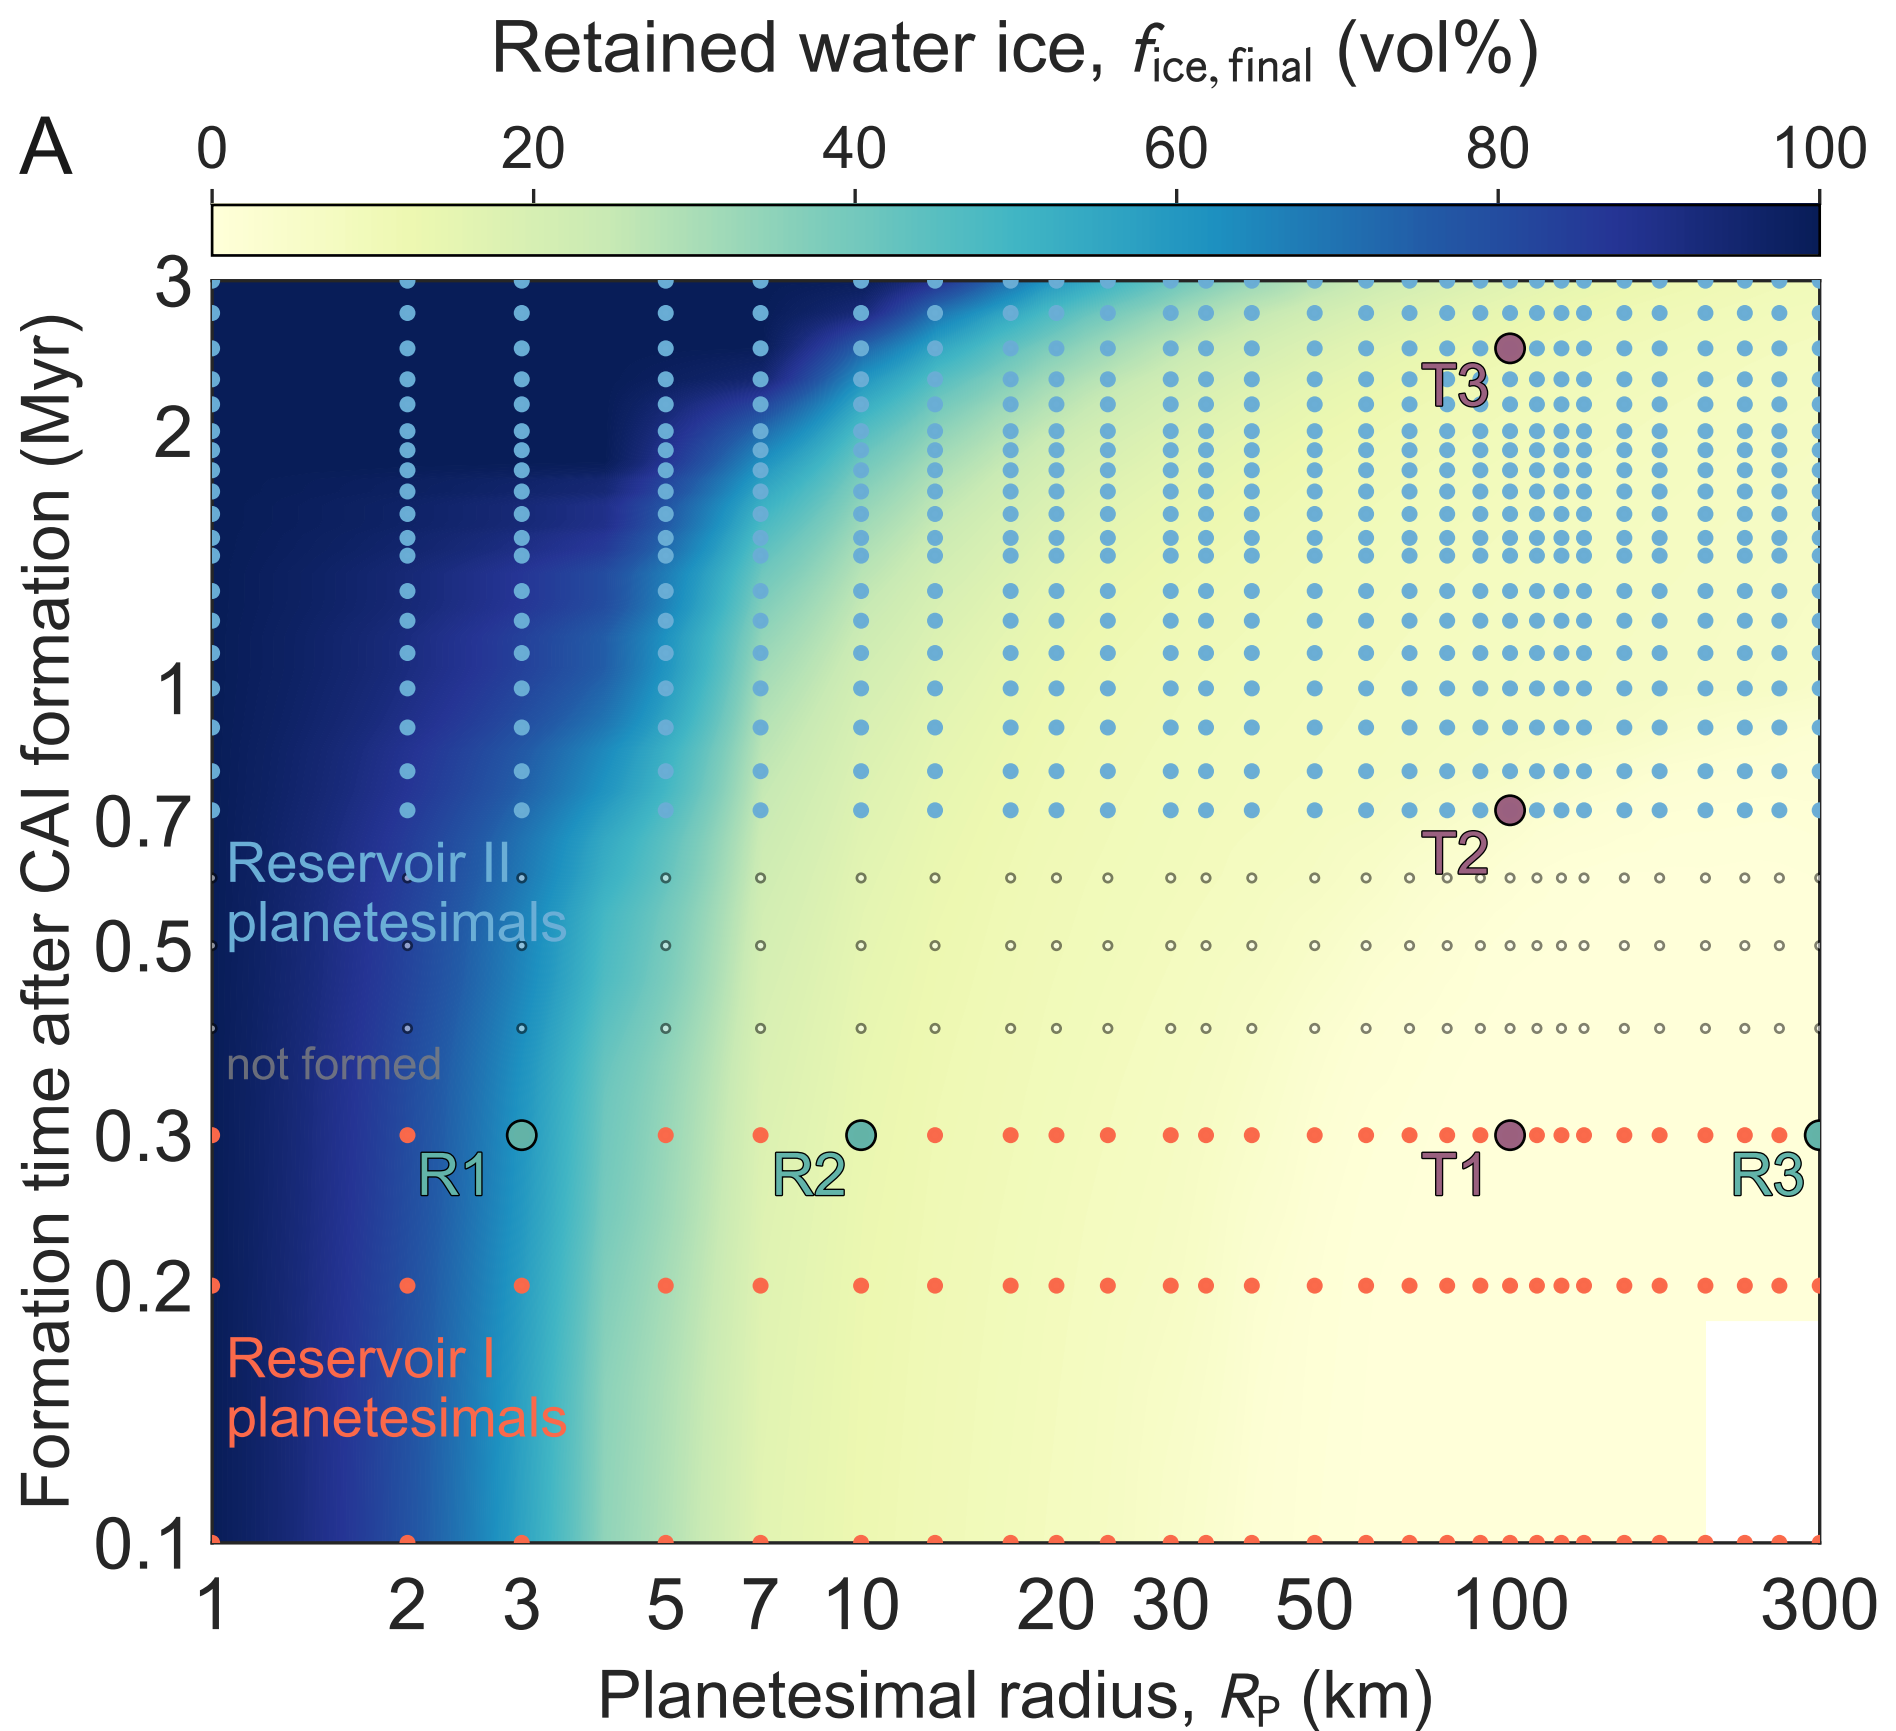 Retained water ice, fice, final (vol%)
A
0 20 40 60 80 100
Formation time after CAI formation (Myr)
3
2
1
0.7
0.5
0.3
0.2
0.1
T3
T2
Reservoir II
planetesimals
not formed
R1 R2 T1 R3
Reservoir I
planetesimals
1 2 3 5 7 10 20 30 50 100 300
Planetesimal radius, RP (km)